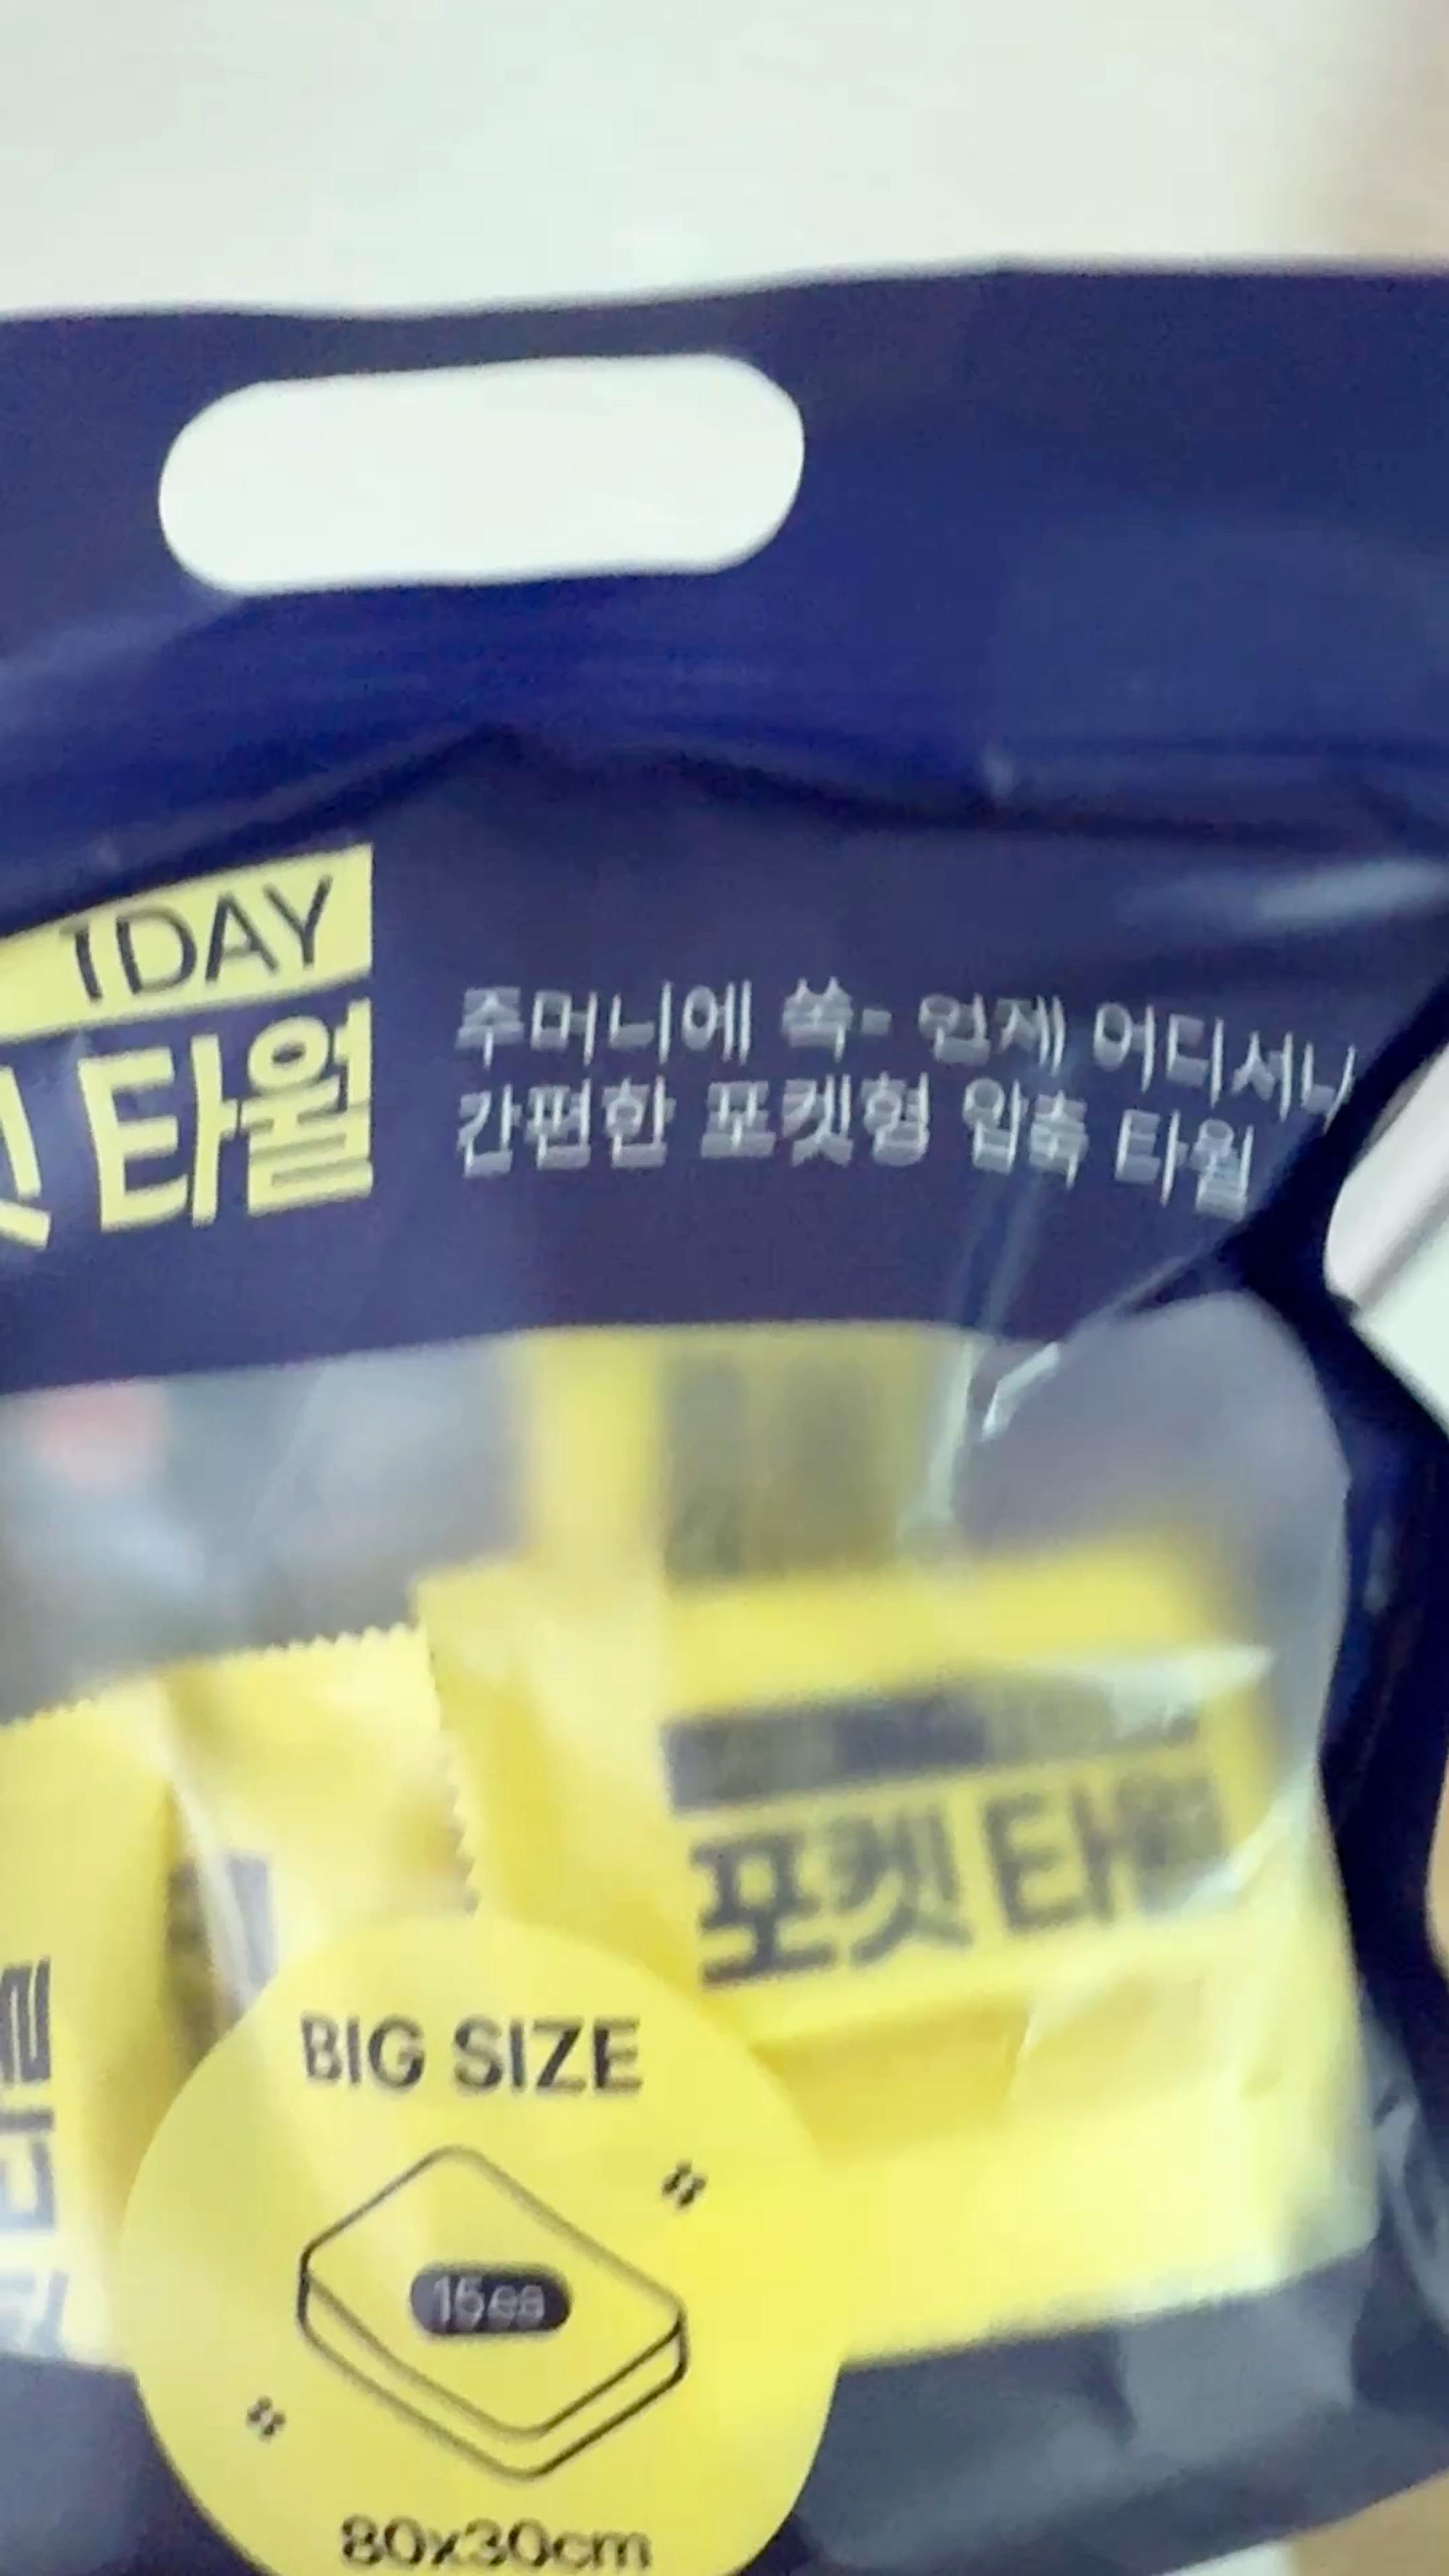 1DAY
타월
주머니에 쏙- 언제 어디서나
간편한 포켓형 압축 타월
포켓 타월
BIG SIZE
15ea
80x30cm